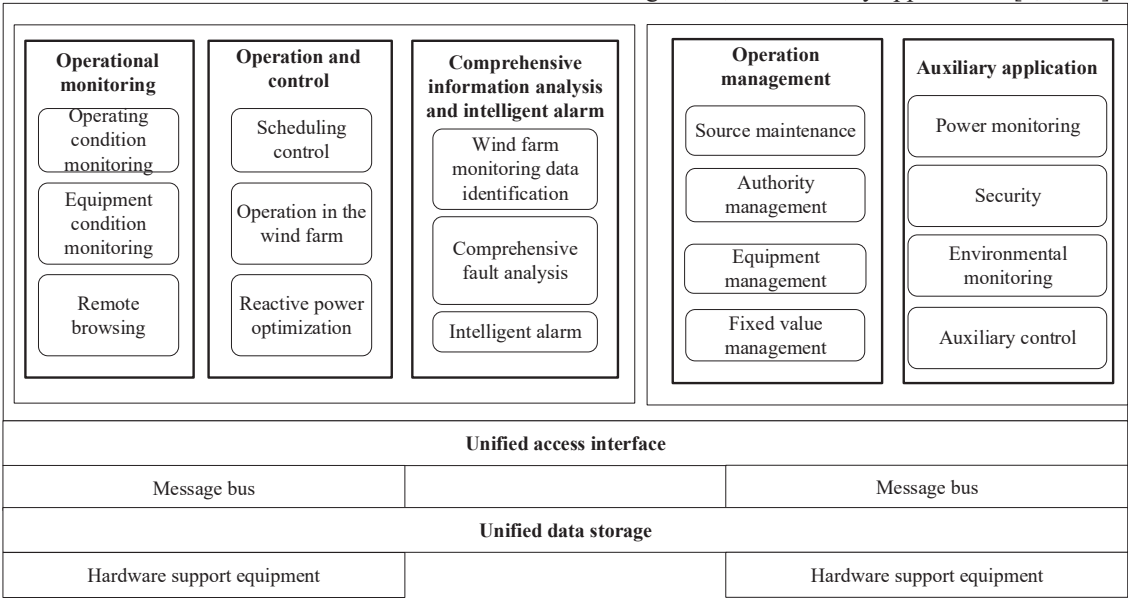 Operational
monitoring
Operating
condition
monitoring
Equipment
condition
monitoring
Remote
browsing
Operation and
control
Scheduling
control
Operation in the
wind farm
Reactive power
optimization
Comprehensive
information analysis
and intelligent alarm
Wind farm
monitoring data
identification
Comprehensive
fault analysis
Intelligent alarm
Operation
management
Source maintenance
Authority
management
Equipment
management
Fixed value
management
Auxiliary application
Power monitoring
Security
Environmental
monitoring
Auxiliary control
Unified access interface
Message bus
Message bus
Unified data storage
Hardware support equipment
Hardware support equipment